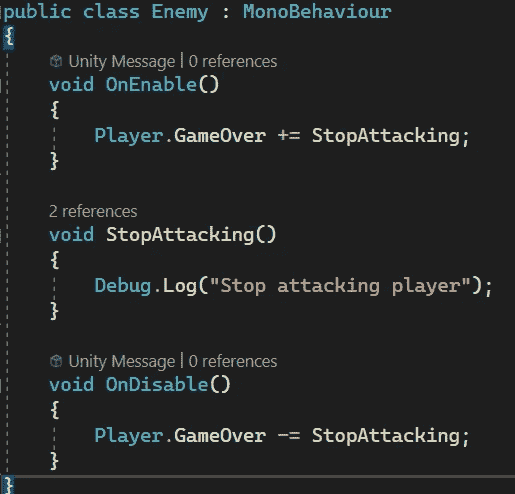 public class Enemy : MonoBehaviour
{
Unity Message | 0 references
void OnEnable()
{
Player.GameOver += StopAttacking;
}
2 references
void StopAttacking()
{
Debug.Log("Stop attacking player");
}
Unity Message | 0 references
void OnDisable()
{
Player.GameOver -= StopAttacking;
}
}